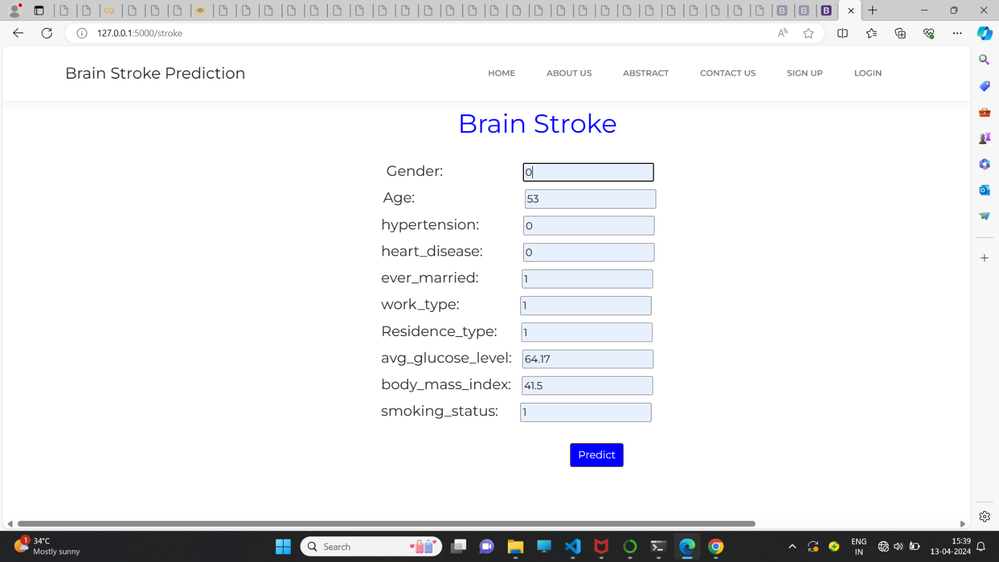 127.0.0.1:5000/stroke
Brain Stroke Prediction
HOME
ABOUT US
ABSTRACT
CONTACT US
SIGN UP
LOGIN
Brain Stroke
Gender: 0
Age: 53
hypertension: 0
heart_disease: 0
ever_married: 1
work_type: 1
Residence_type: 1
avg_glucose_level: 64.17
body_mass_index: 41.5
smoking_status: 1
Predict
1
34°C
Mostly sunny
Search
ENG
IN
15:39
13-04-2024